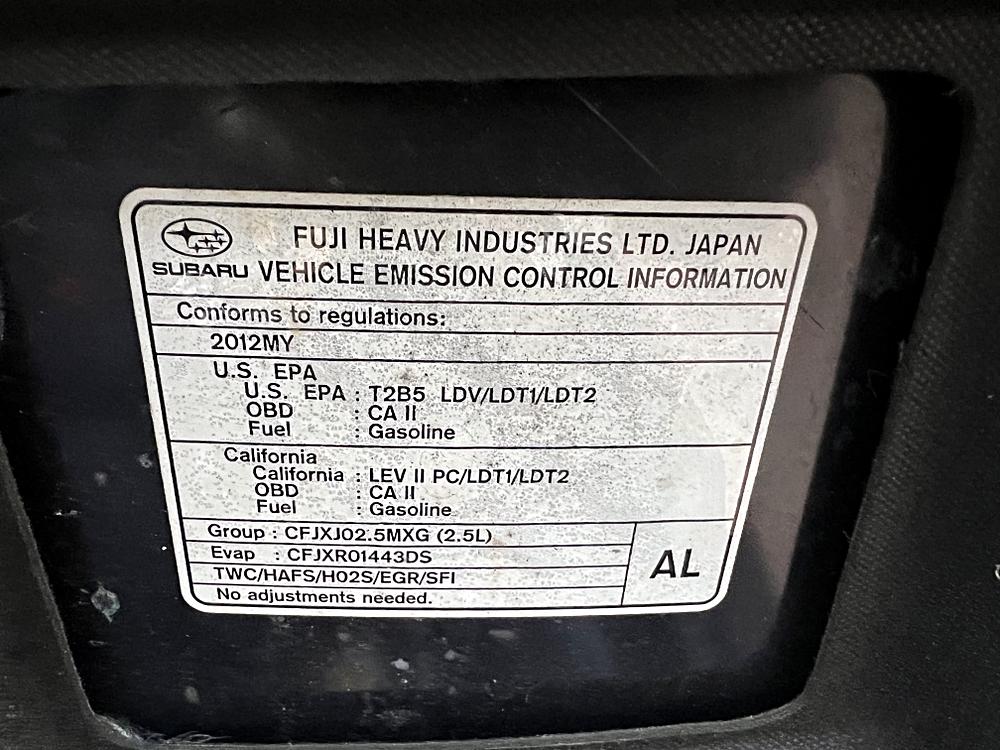 FUJI HEAVY INDUSTRIES LTD. JAPAN
SUBARU VEHICLE EMISSION CONTROL INFORMATION
Conforms to regulations:
2012MY
U.S. EPA
U.S. EPA : T2B5 LDV/LDT1/LDT2
OBD : CA II
Fuel : Gasoline
California
California : LEV II PC/LDT1/LDT2
OBD : CA II
Fuel : Gasoline
Group : CFJXJ02.5MXG (2.5L)
Evap : CFJXR01443DS
TWC/HAFS/HO2S/EGR/SFI
No adjustments needed.
AL